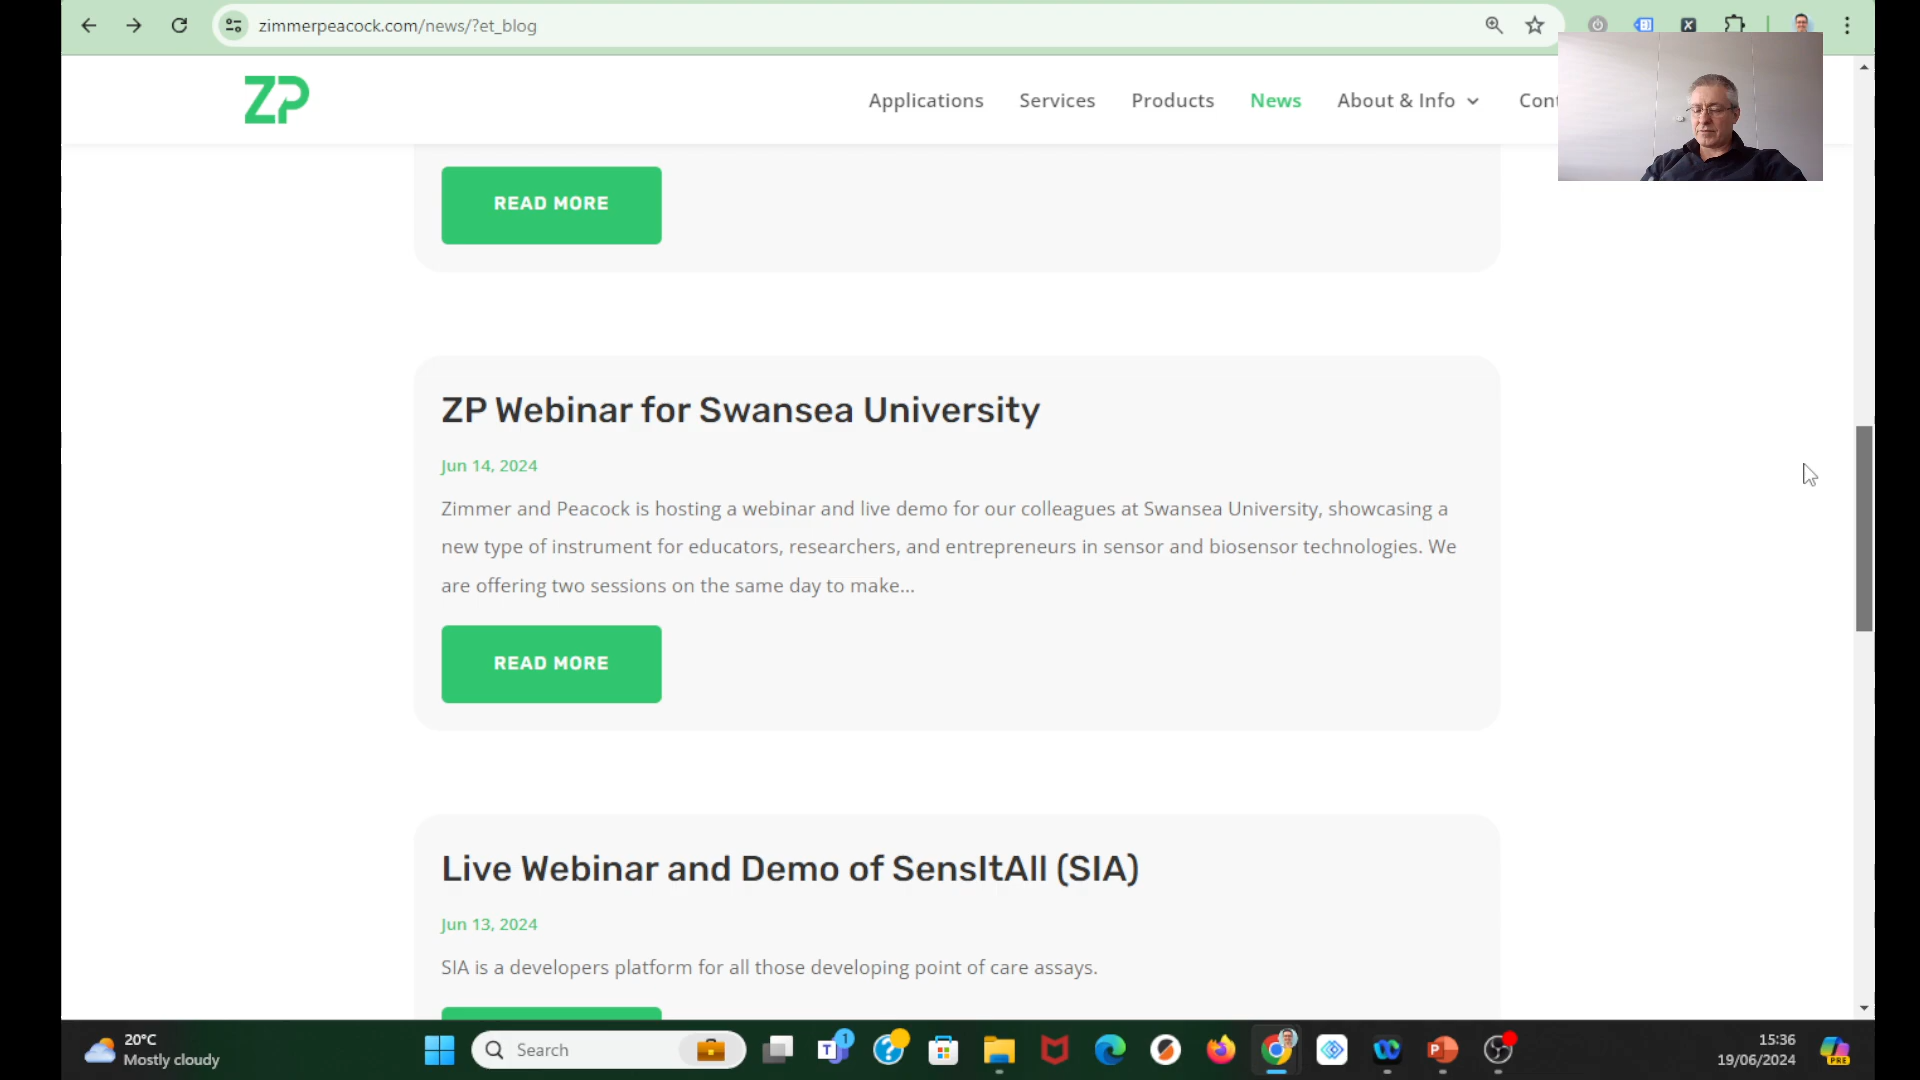 zimmerpeacock.com/news/?et_blog
ZP
Applications
Services
Products
News
About & Info
READ MORE
ZP Webinar for Swansea University
Jun 14, 2024
Zimmer and Peacock is hosting a webinar and live demo for our colleagues at Swansea University, showcasing a
new type of instrument for educators, researchers, and entrepreneurs in sensor and biosensor technologies. We
are offering two sessions on the same day to make...
READ MORE
Live Webinar and Demo of SensItAll (SIA)
Jun 13, 2024
SIA is a developers platform for all those developing point of care assays.
20°C
Mostly cloudy
Search
1
15:36
19/06/2024
PRE